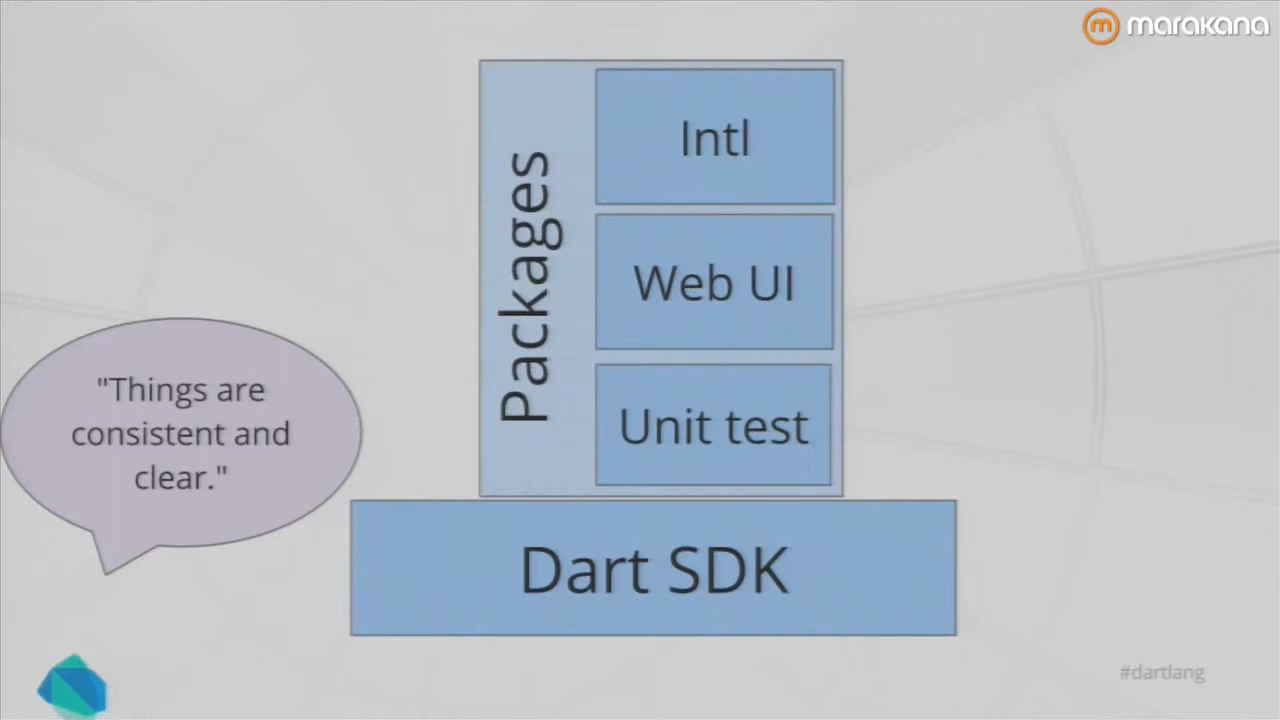 marakana
Packages
Intl
Web UI
Unit test
"Things are
consistent and
clear."
Dart SDK
#dartlang